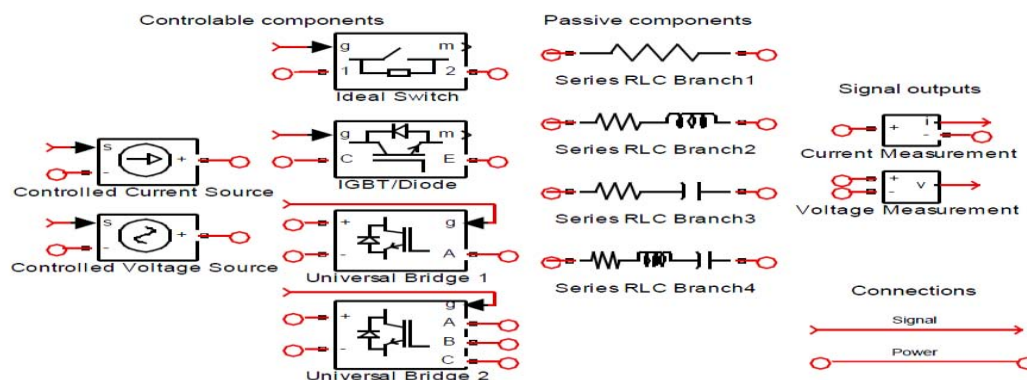 Controlable components
g m
1 2
Ideal Switch
g m
C E
IGBT/Diode
s
- +
Controlled Current Source
s
- +
Controlled Voltage Source
+ g
- A
Universal Bridge 1
g
+ A
B
- C
Universal Bridge 2
Passive components
Series RLC Branch1
Series RLC Branch2
Series RLC Branch3
Series RLC Branch4
Signal outputs
+ i
-
Current Measurement
+ v
-
Voltage Measurement
Connections
Signal
Power